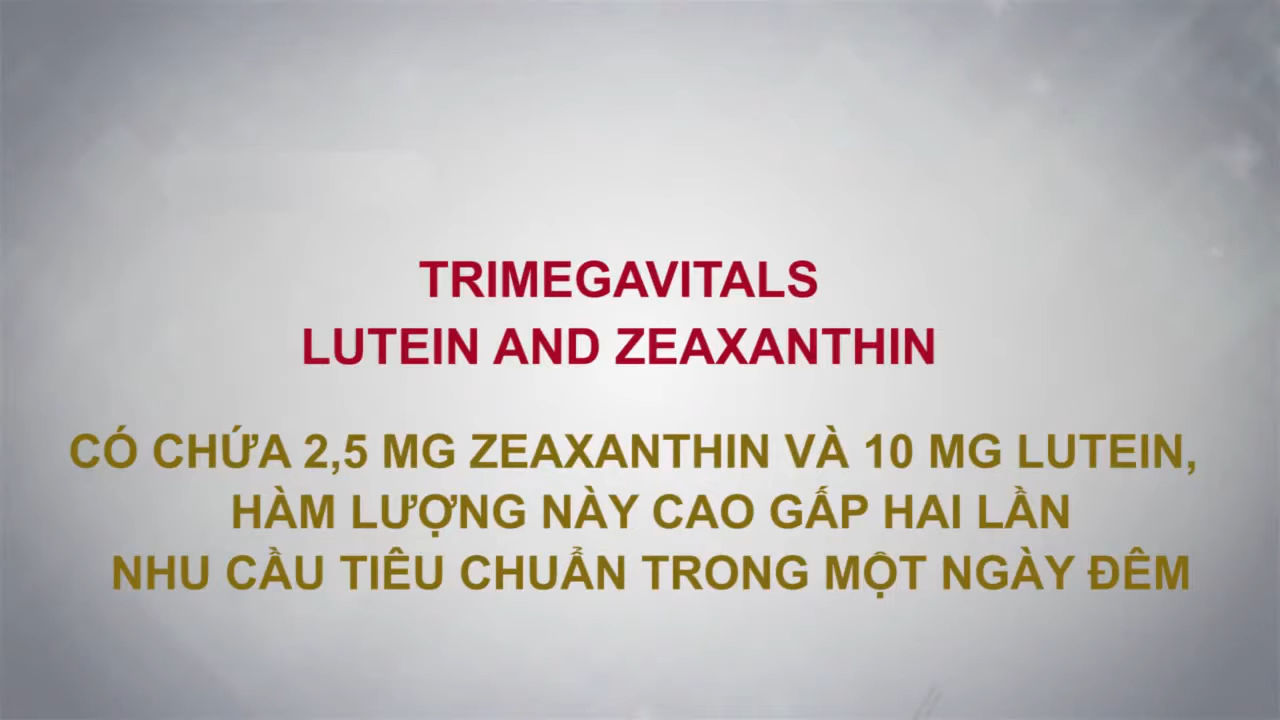 TRIMEGAVITALS
LUTEIN AND ZEAXANTHIN
CÓ CHỨA 2,5 MG ZEAXANTHIN VÀ 10 MG LUTEIN,
HÀM LƯỢNG NÀY CAO GẤP HAI LẦN
NHU CẦU TIÊU CHUẨN TRONG MỘT NGÀY ĐÊM